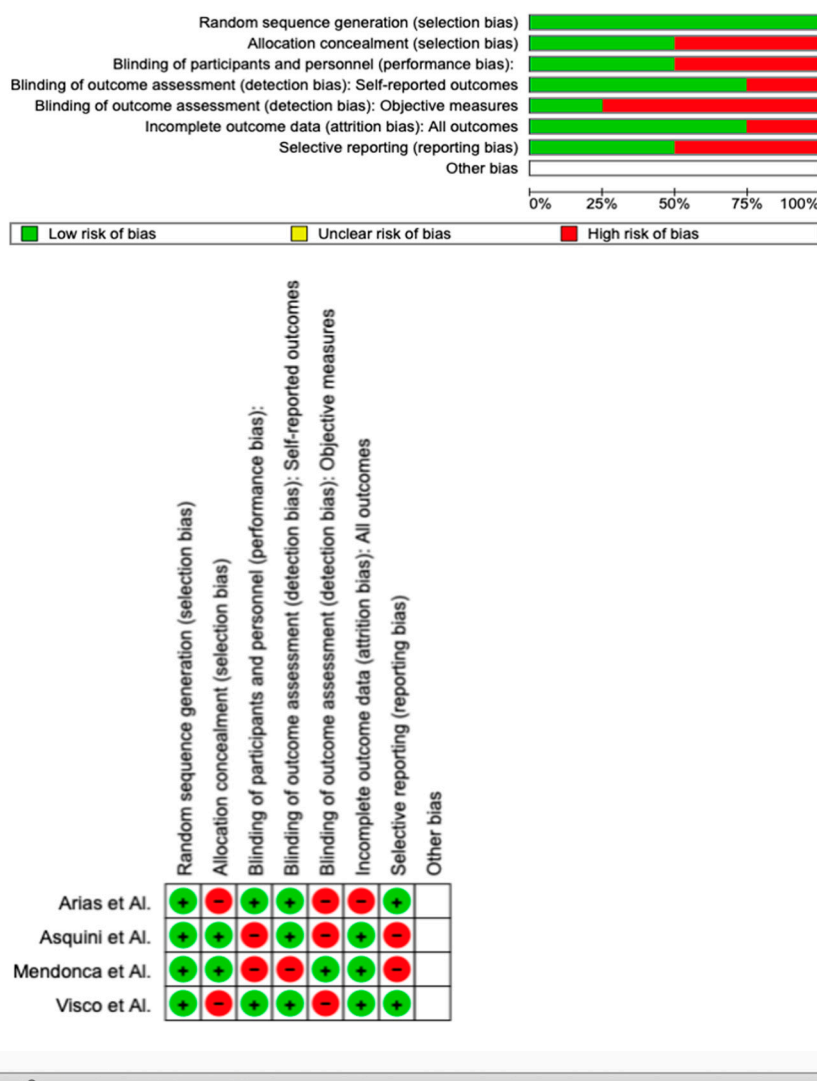 Random sequence generation (selection bias)
Allocation concealment (selection bias)
Blinding of participants and personnel (performance bias):
Blinding of outcome assessment (detection bias): Self-reported outcomes
Blinding of outcome assessment (detection bias): Objective measures
Incomplete outcome data (attrition bias): All outcomes
Selective reporting (reporting bias)
Other bias
0% 25% 50% 75% 100%
Low risk of bias Unclear risk of bias High risk of bias
Random sequence generation (selection bias)
Allocation concealment (selection bias)
Blinding of participants and personnel (performance bias):
Blinding of outcome assessment (detection bias): Self-reported outcomes
Blinding of outcome assessment (detection bias): Objective measures
Incomplete outcome data (attrition bias): All outcomes
Selective reporting (reporting bias)
Other bias
Arias et Al. + - + + - - +
Asquini et Al. + + - + - + -
Mendonca et Al. + + - - + + -
Visco et Al. + - + + - + +